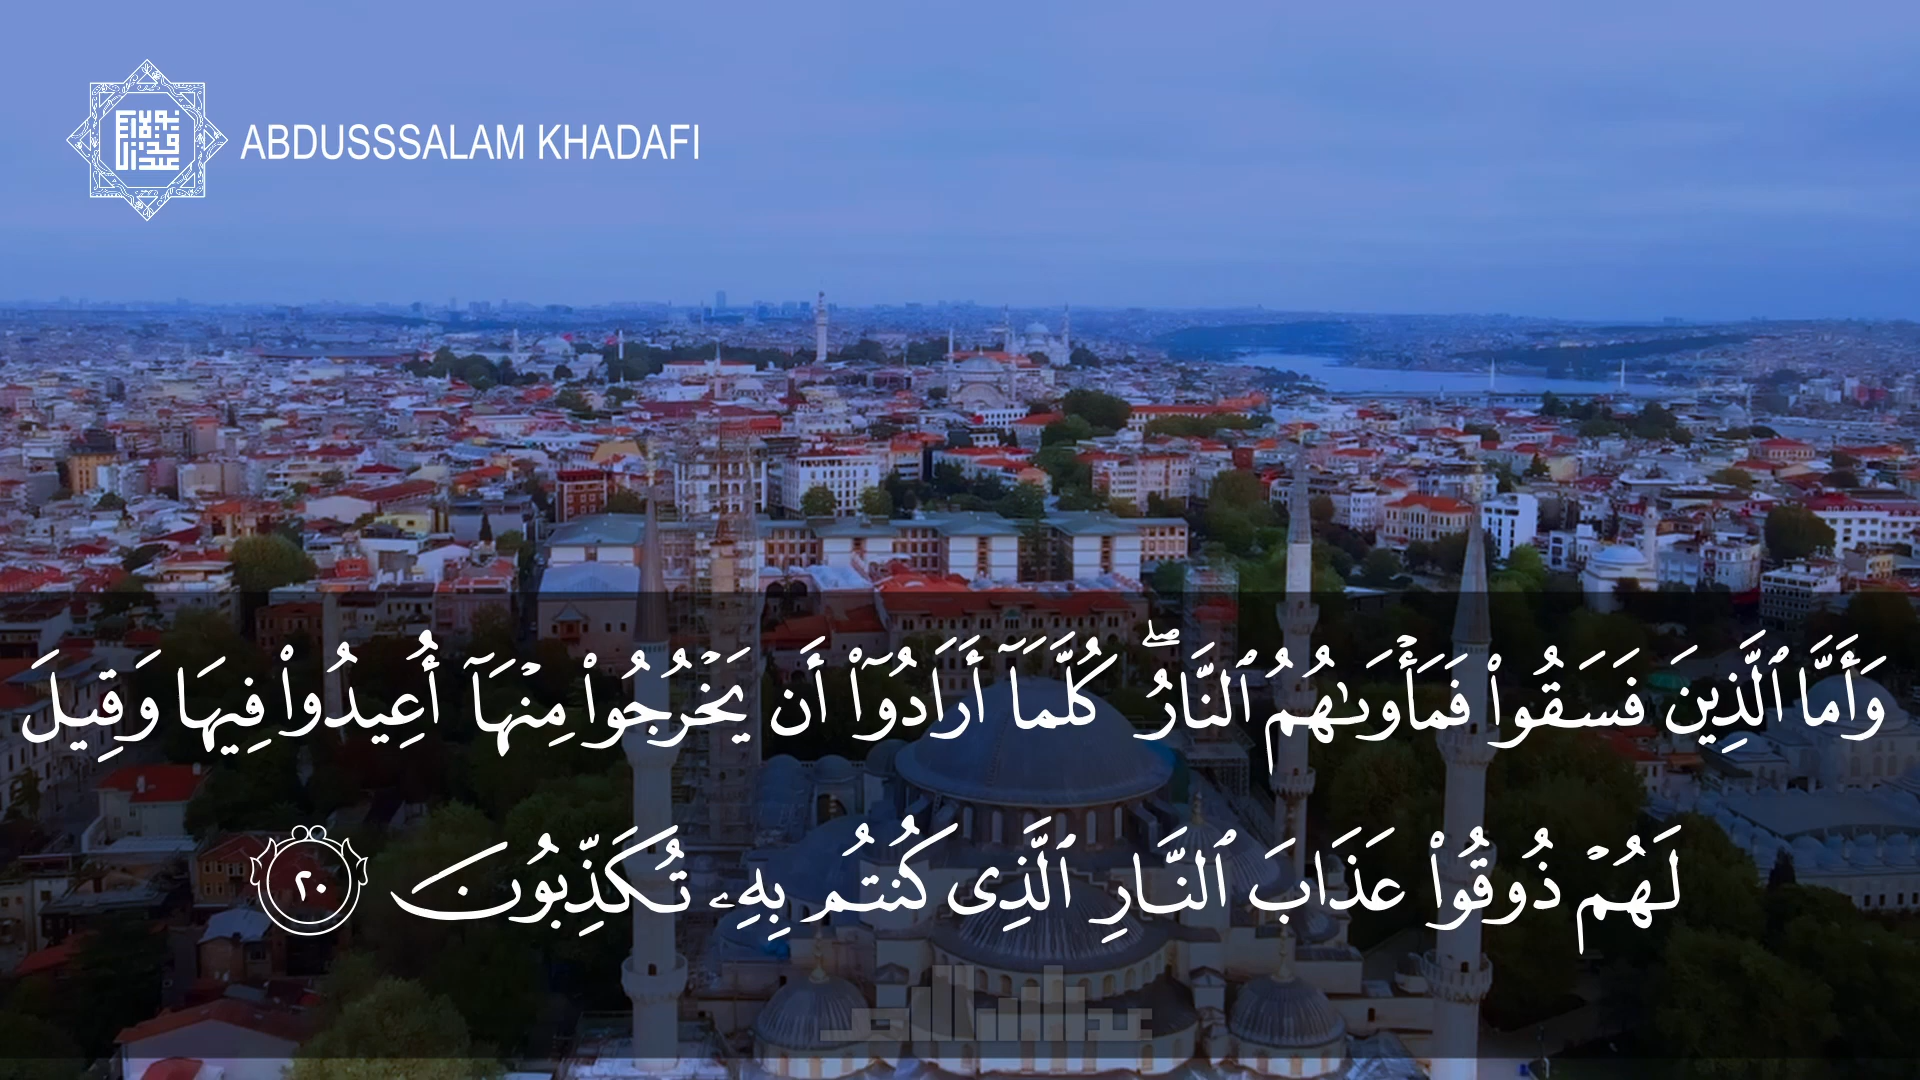 ABDUSSSALAM KHADAFI
وَأَمَّا ٱلَّذِينَ فَسَقُوا۟ فَمَأْوَىٰهُمُ ٱلنَّارُ ۖ كُلَّمَآ أَرَادُوٓا۟ أَن يَخْرُجُوا۟ مِنْهَآ أُعِيدُوا۟ فِيهَا وَقِيلَ
لَهُمْ ذُوقُوا۟ عَذَابَ ٱلنَّارِ ٱلَّذِى كُنتُم بِهِۦ تُكَذِّبُونَ ٢٠